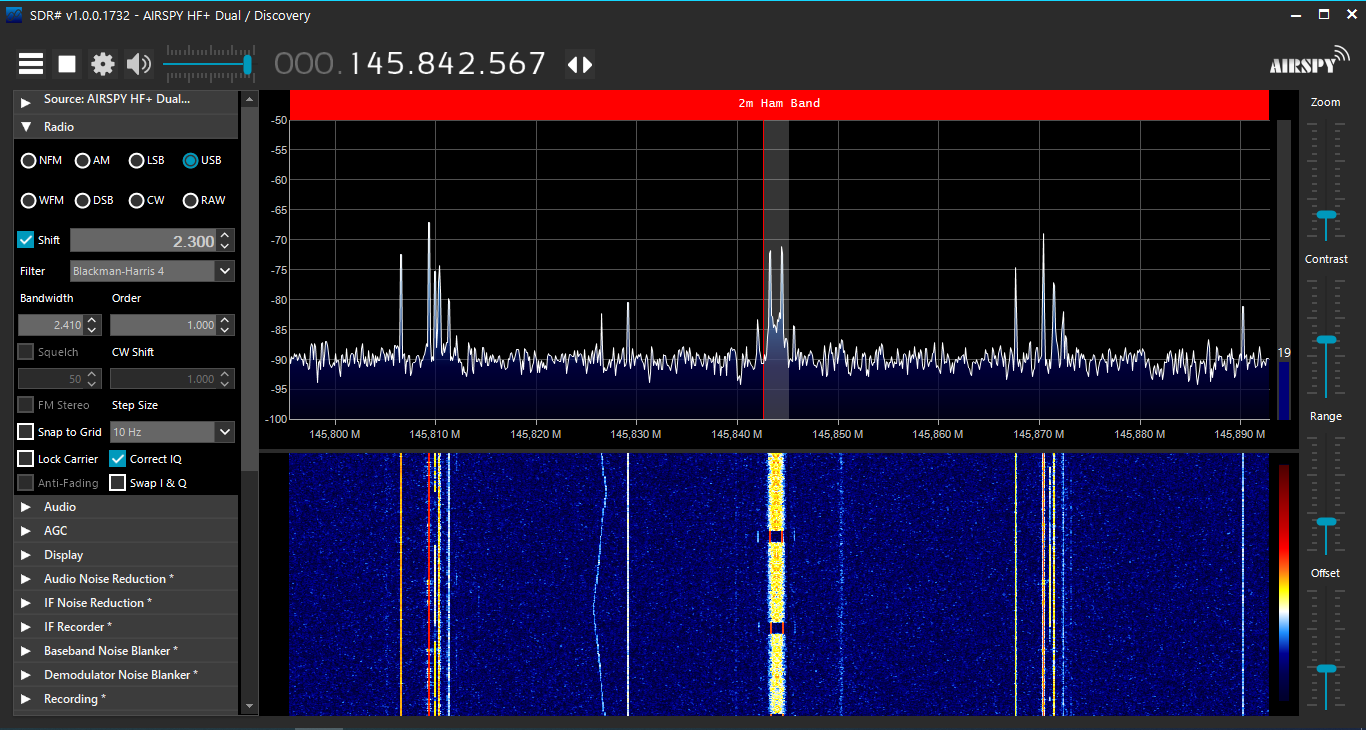 SDR# v1.0.0.1732 - AIRSPY HF+ Dual / Discovery
000.145.842.567
AIRSPY
Source: AIRSPY HF+ Dual...
Radio
NFM AM LSB USB
WFM DSB CW RAW
Shift 2.300
Filter Blackman-Harris 4
Bandwidth Order
2.410 1.000
Squelch CW Shift
50 1.000
FM Stereo Step Size
Snap to Grid 10 Hz
Lock Carrier Correct IQ
Anti-Fading Swap I & Q
Audio
AGC
Display
Audio Noise Reduction *
IF Noise Reduction *
IF Recorder *
Baseband Noise Blanker *
Demodulator Noise Blanker *
Recording *
2m Ham Band
-50
-55
-60
-65
-70
-75
-80
-85
-90
-95
-100
145,800 M 145,810 M 145,820 M 145,830 M 145,840 M 145,850 M 145,860 M 145,870 M 145,880 M 145,890 M
19
Zoom
Contrast
Range
Offset